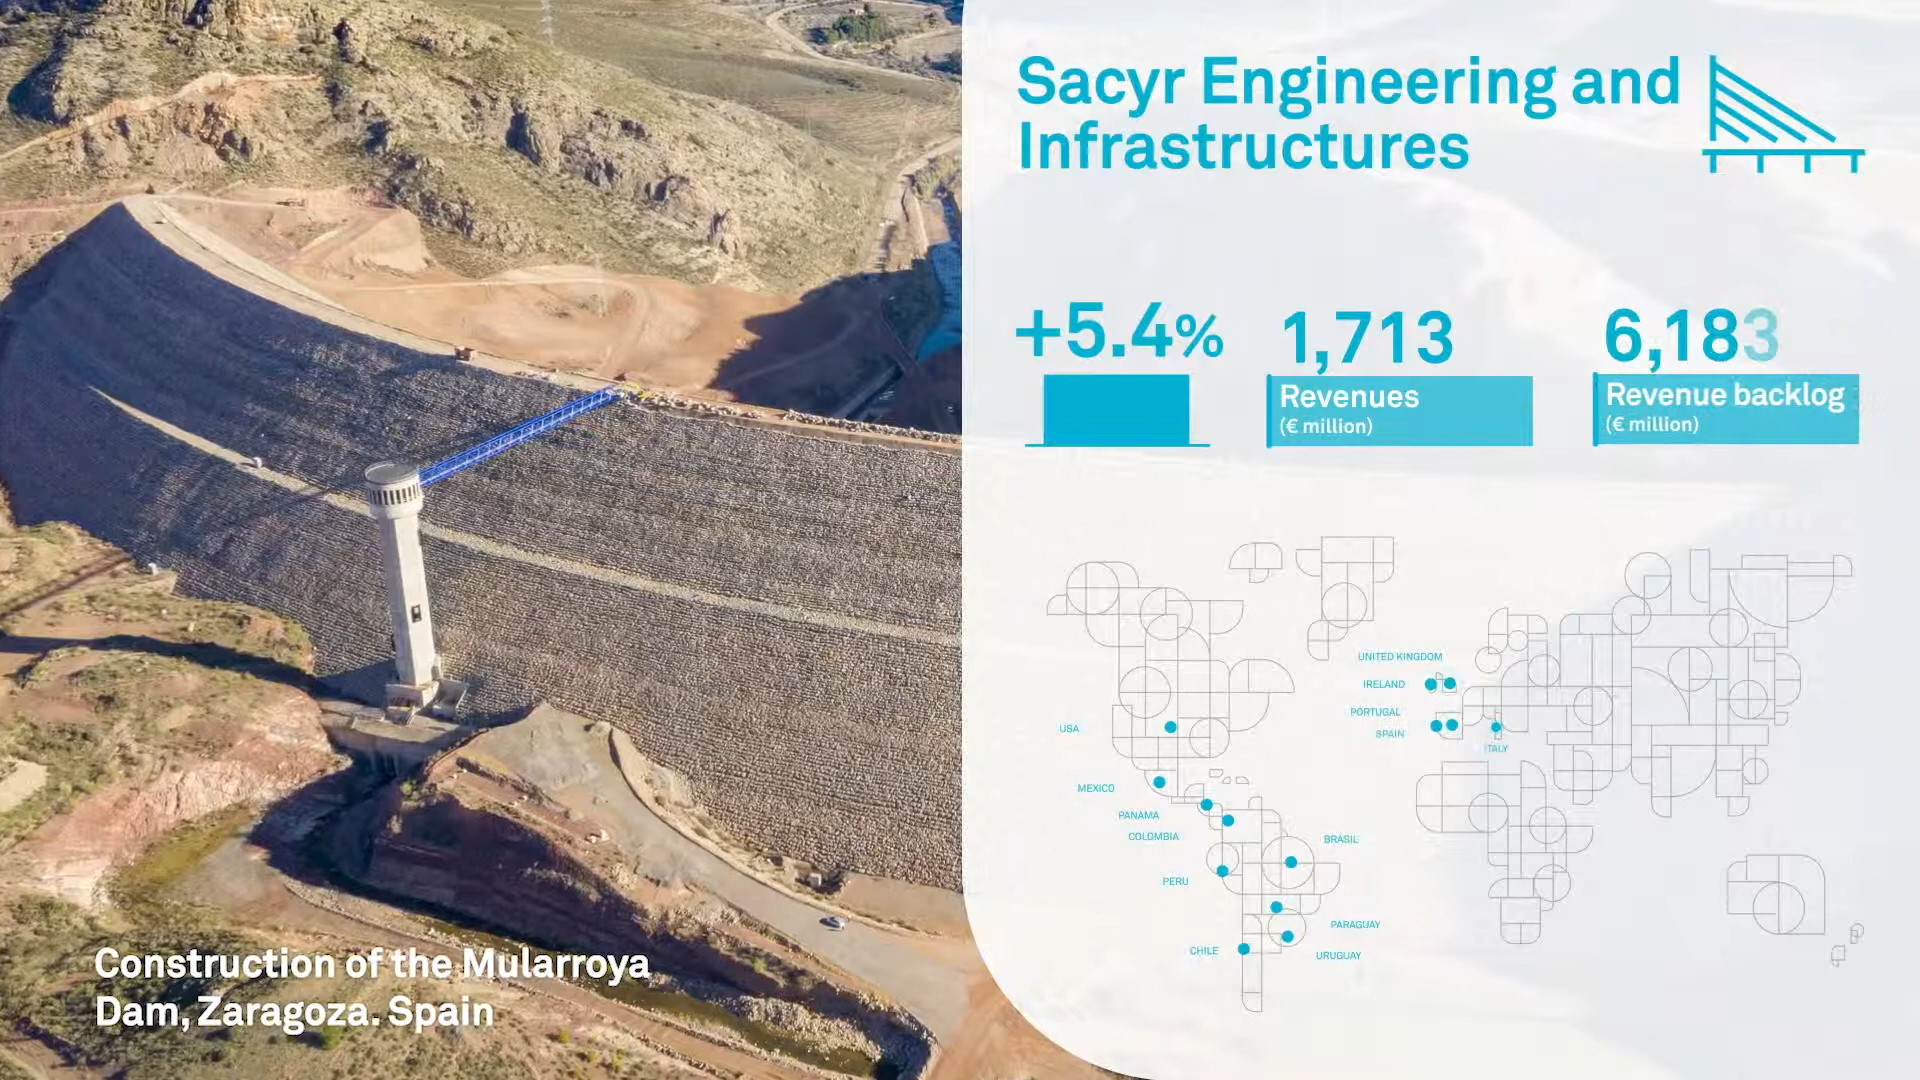 Sacyr Engineering and
Infrastructures
+5.4%
1,713
Revenues
(€ million)
6,183
Revenue backlog
(€ million)
UNITED KINGDOM
IRELAND
PORTUGAL
SPAIN
ITALY
USA
MEXICO
PANAMA
COLOMBIA
BRASIL
PERU
PARAGUAY
CHILE
URUGUAY
Construction of the Mularroya
Dam, Zaragoza. Spain